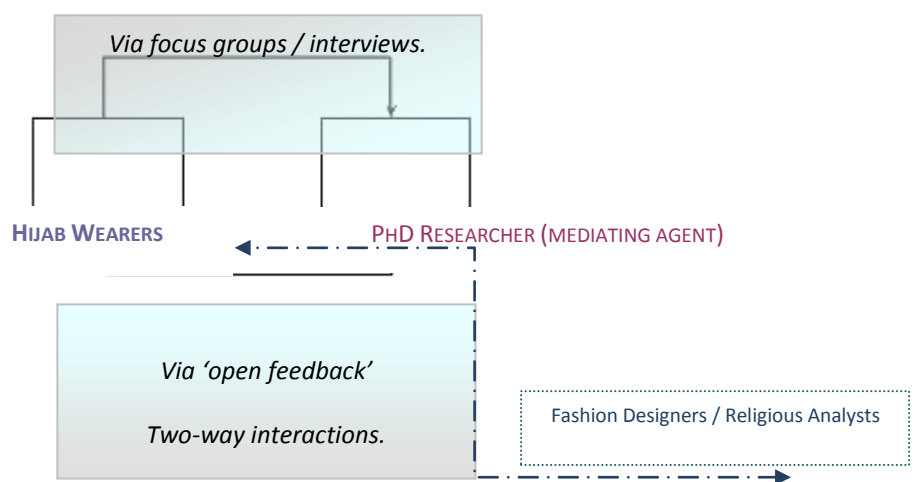 Via focus groups / interviews.
HIJAB WEARERS
PHD RESEARCHER (MEDIATING AGENT)
Via ‘open feedback’
Two-way interactions.
Fashion Designers / Religious Analysts